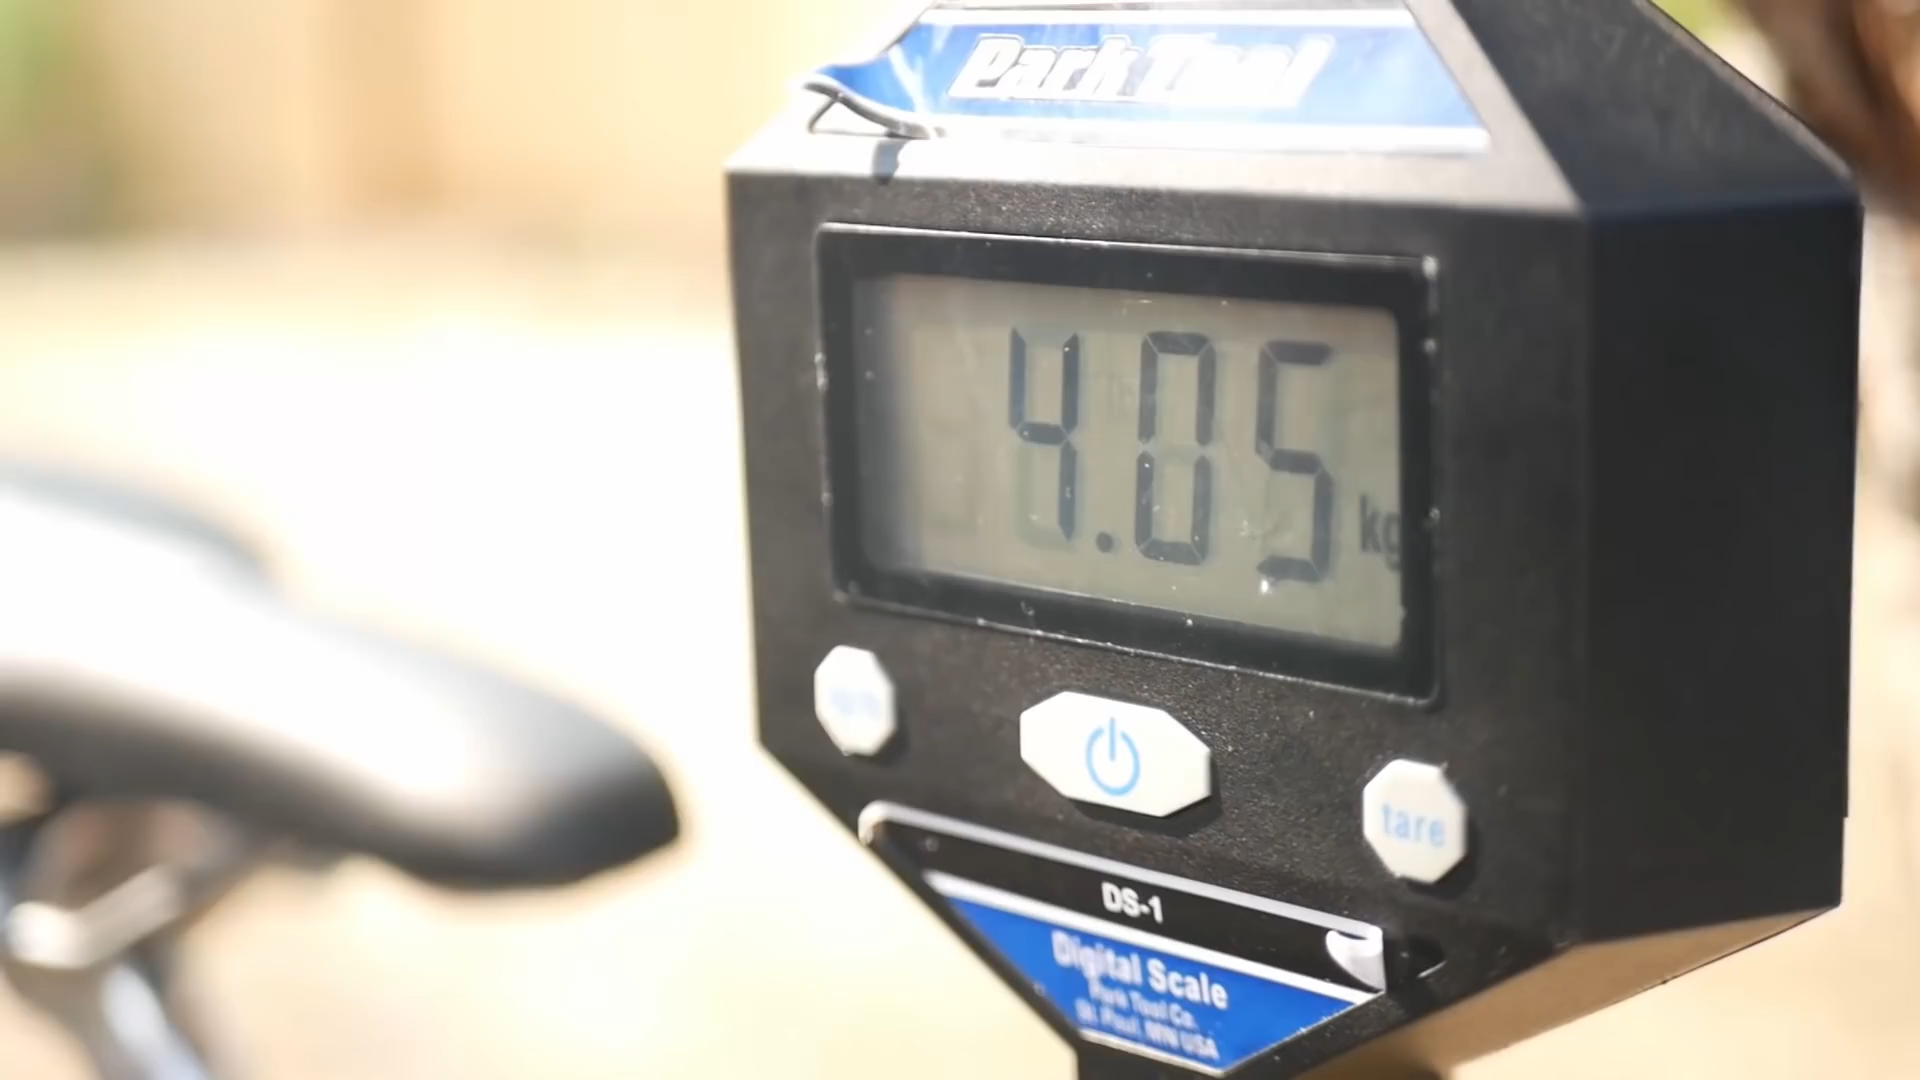 Park Tool
4.05 kg
tare
DS-1
Digital Scale
Park Tool Co.
St. Paul, MN USA